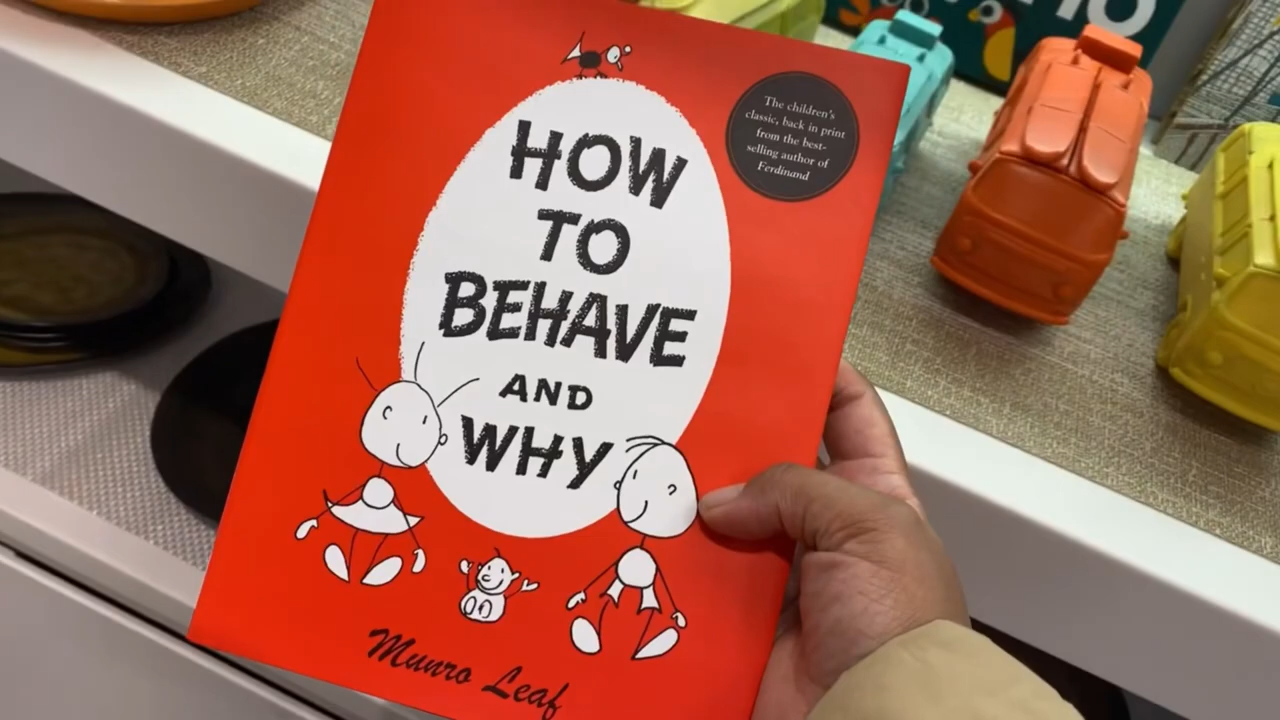 HOW
TO
BEHAVE
AND
WHY
The children's
classic, back in print
from the best-
selling author of
Ferdinand
Munro Leaf